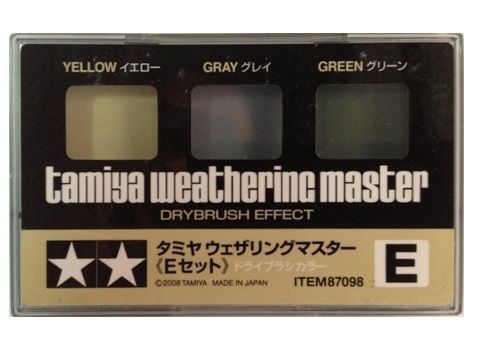 YELLOW イエロー GRAY グレイ GREEN グリーン
tamiya weathering master
DRYBRUSH EFFECT
タミヤ ウェザリングマスター
《Eセット》ドライブラシカラー
©2008 TAMIYA MADE IN JAPAN ITEM87098
E